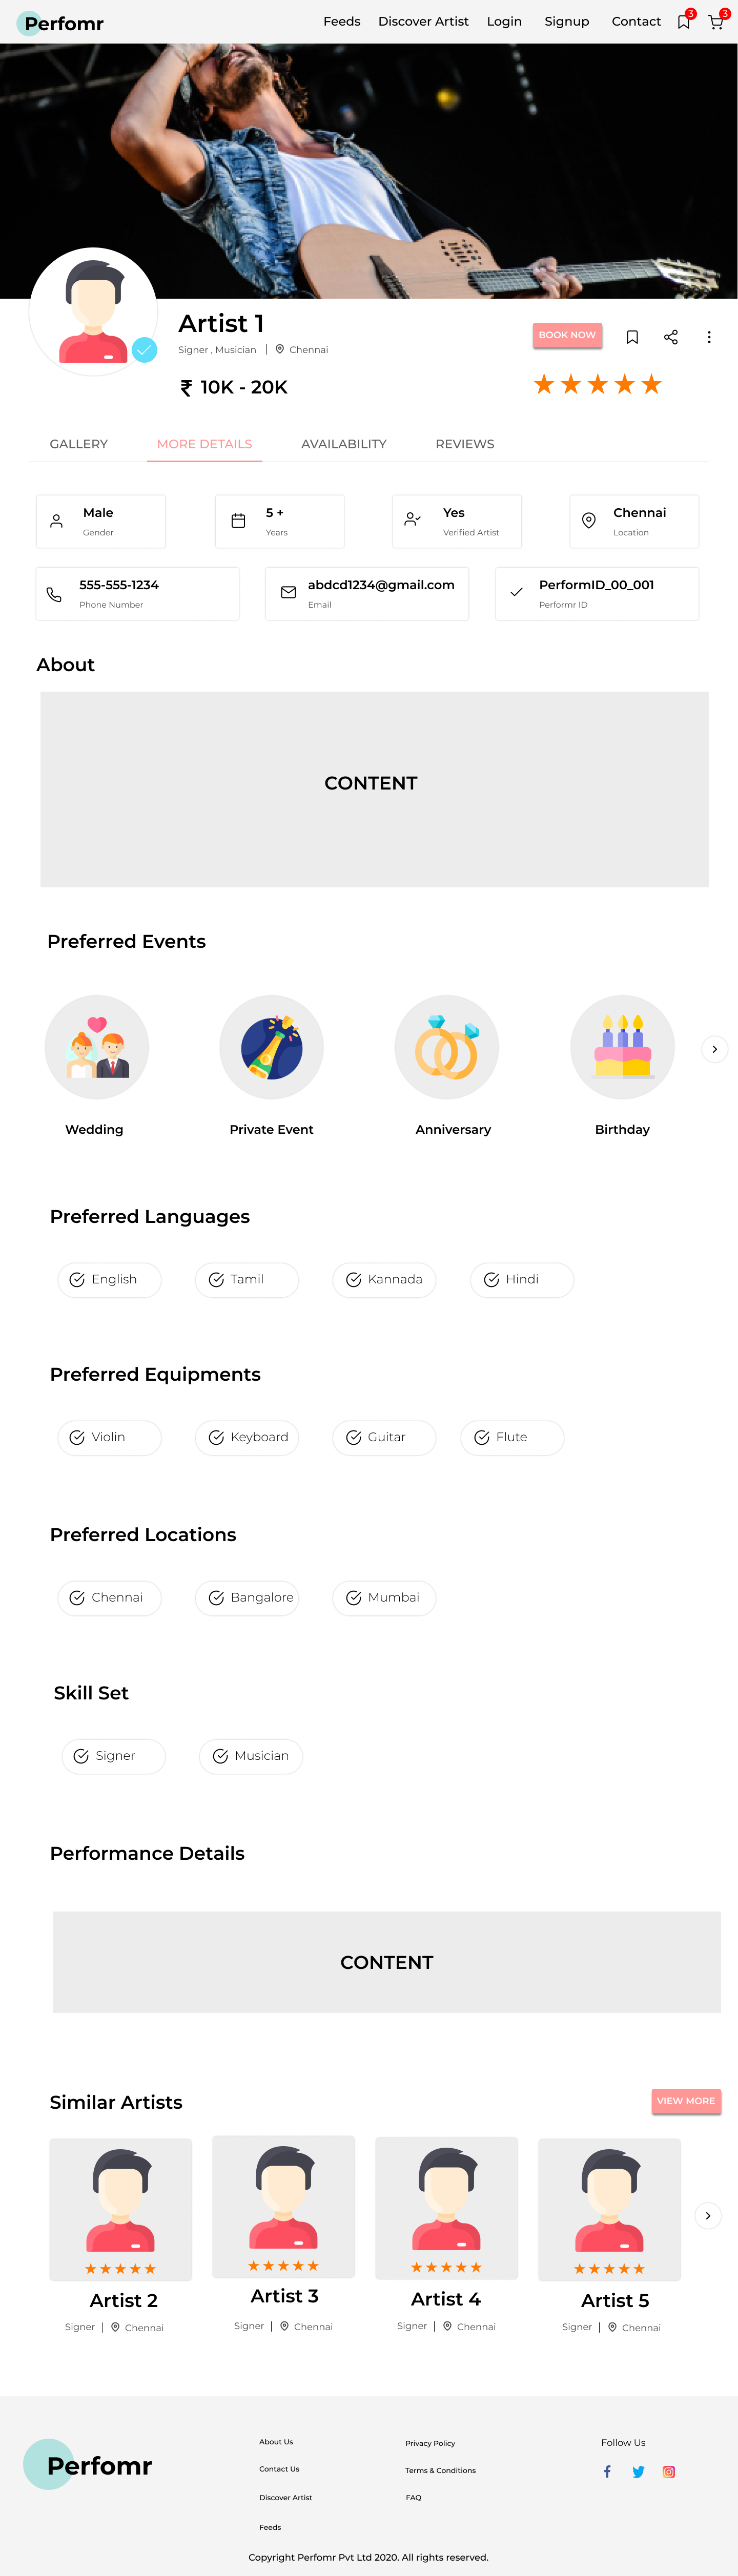 Perfomr
Feeds Discover Artist Login Signup Contact 3 3
Artist 1
BOOK NOW
Signer , Musician | Chennai
₹ 10K - 20K
GALLERY MORE DETAILS AVAILABILITY REVIEWS
Male 5 + Yes Chennai
Gender Years Verified Artist Location
555-555-1234 abdcd1234@gmail.com PerformID_00_001
Phone Number Email Performr ID
About
CONTENT
Preferred Events
Wedding Private Event Anniversary Birthday
Preferred Languages
English Tamil Kannada Hindi
Preferred Equipments
Violin Keyboard Guitar Flute
Preferred Locations
Chennai Bangalore Mumbai
Skill Set
Signer Musician
Performance Details
CONTENT
Similar Artists
VIEW MORE
Artist 2 Artist 3 Artist 4 Artist 5
Signer | Chennai Signer | Chennai Signer | Chennai Signer | Chennai
Perfomr
About Us Privacy Policy Follow Us
Contact Us Terms & Conditions
Discover Artist FAQ
Feeds
Copyright Perfomr Pvt Ltd 2020. All rights reserved.